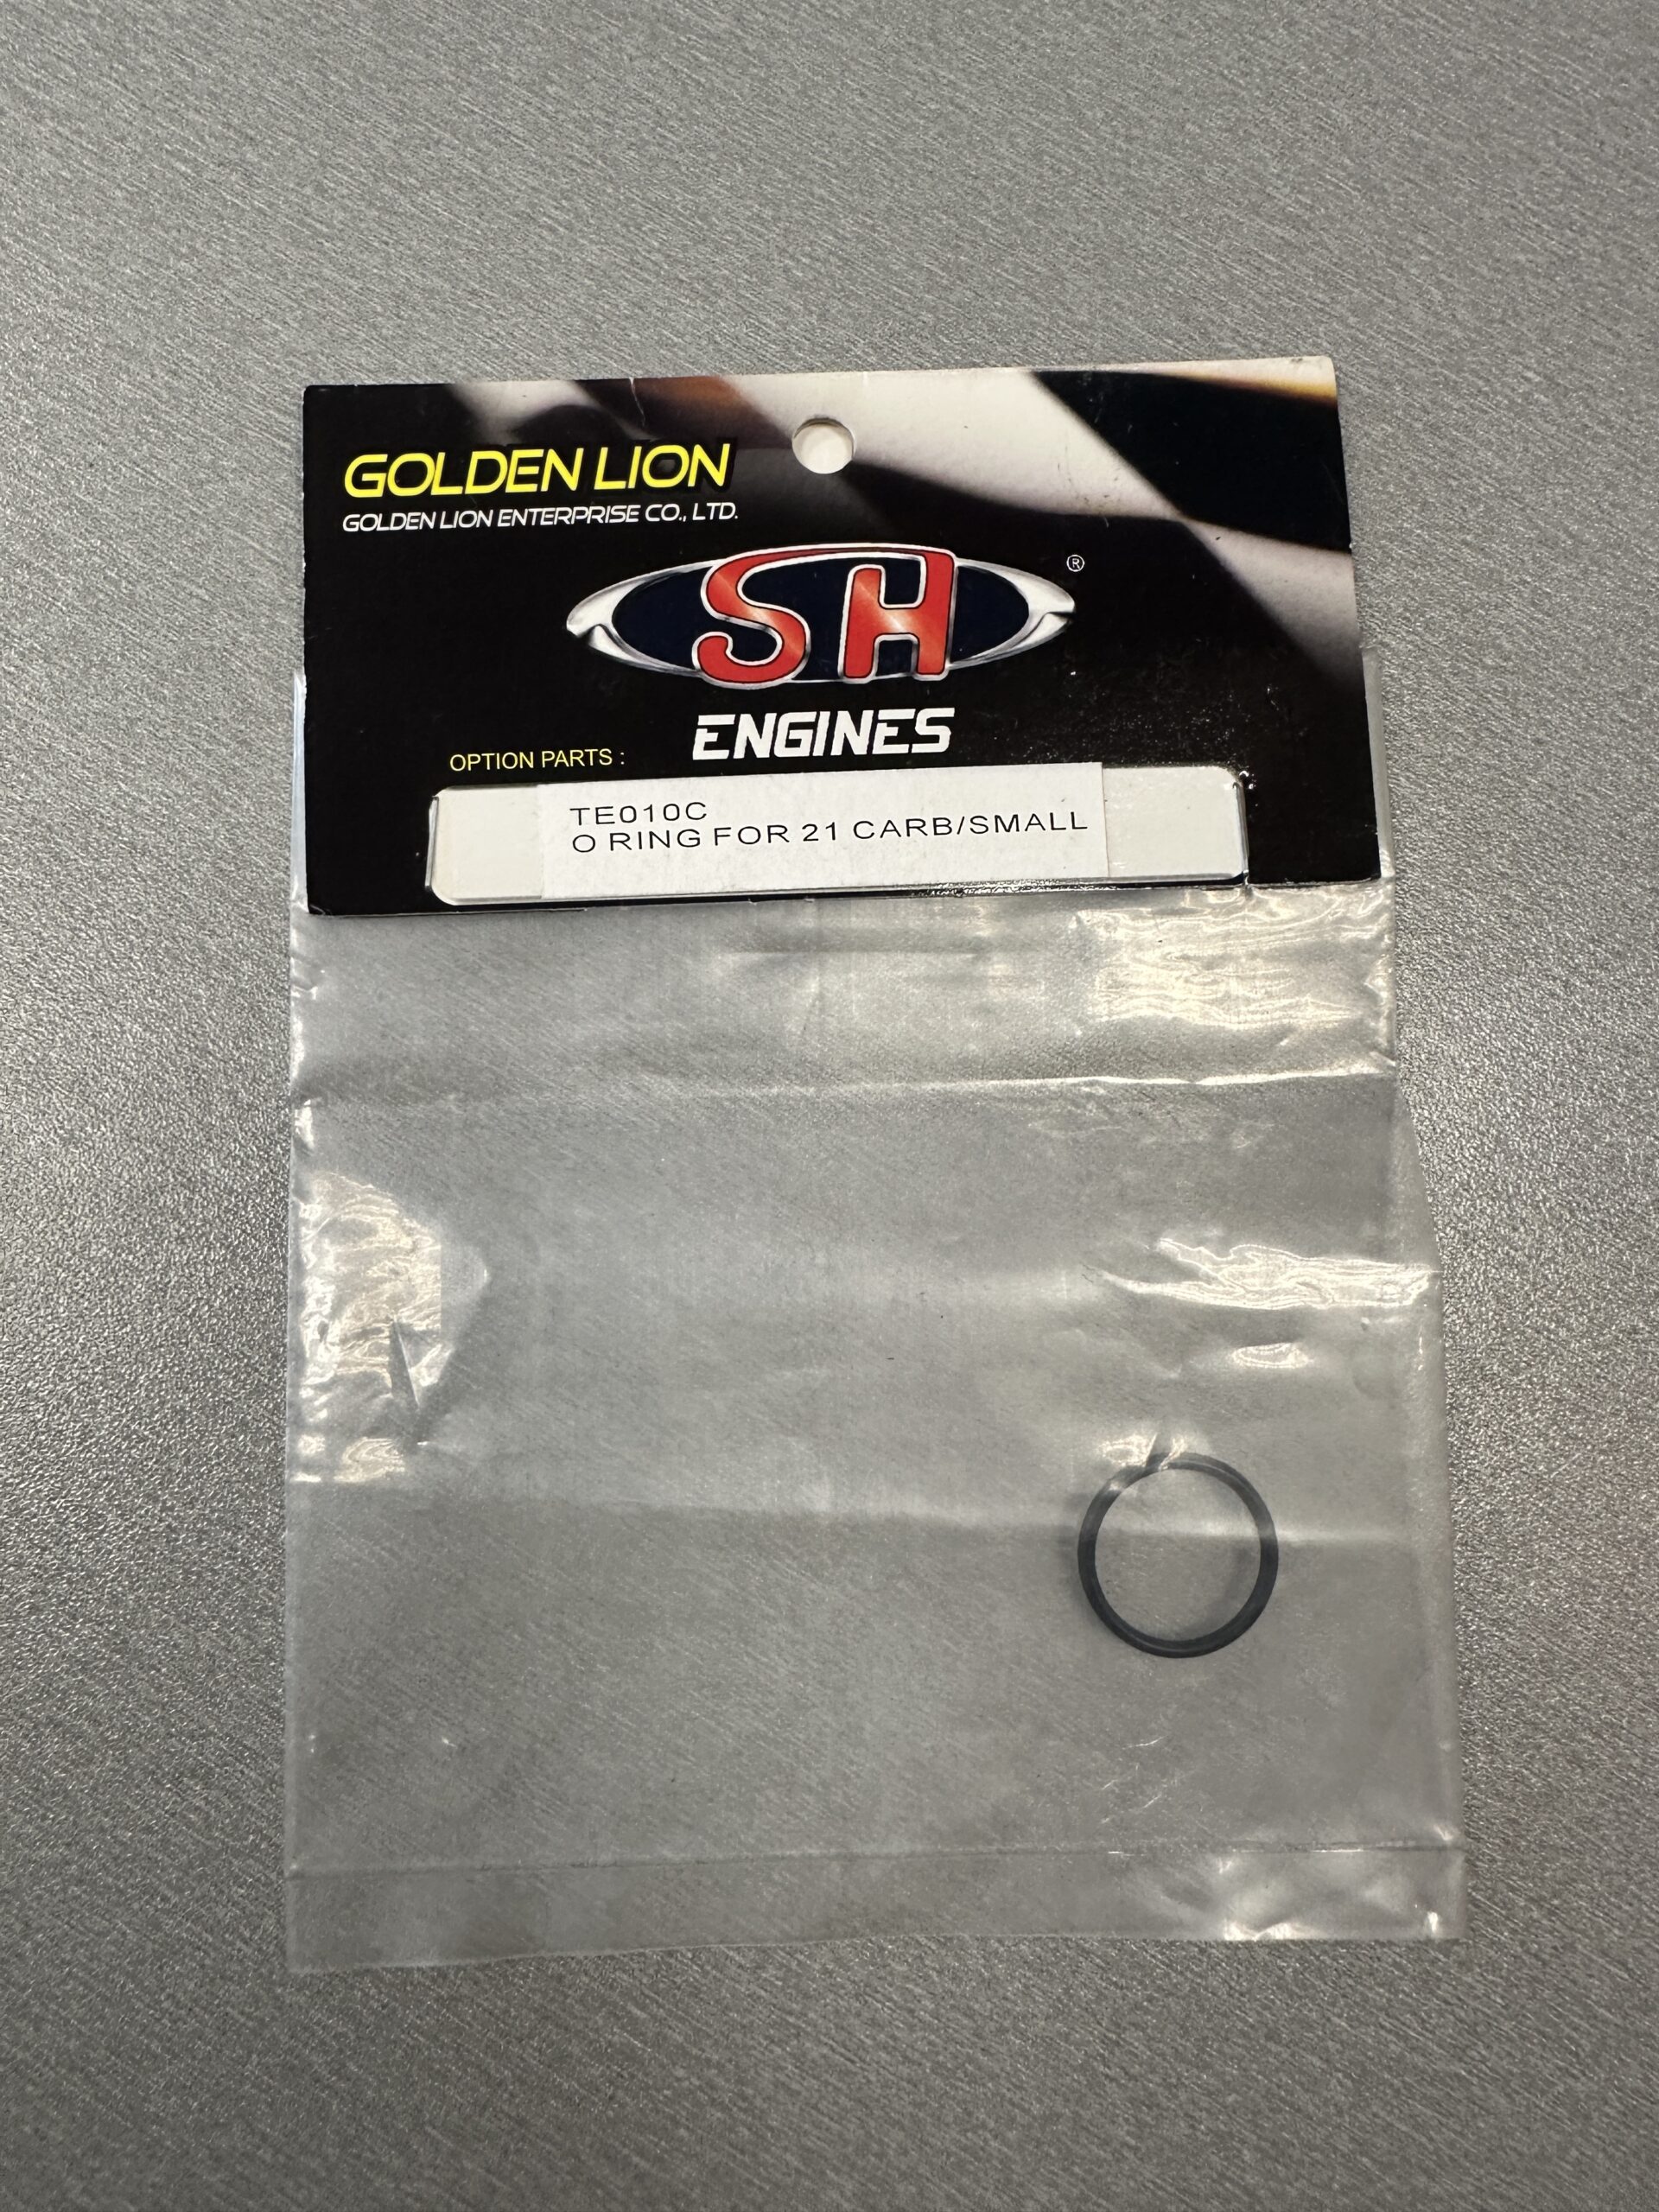 GOLDEN LION
GOLDEN LION ENTERPRISE CO., LTD.
SH ®
ENGINES
OPTION PARTS :
TE010C
O RING FOR 21 CARB/SMALL